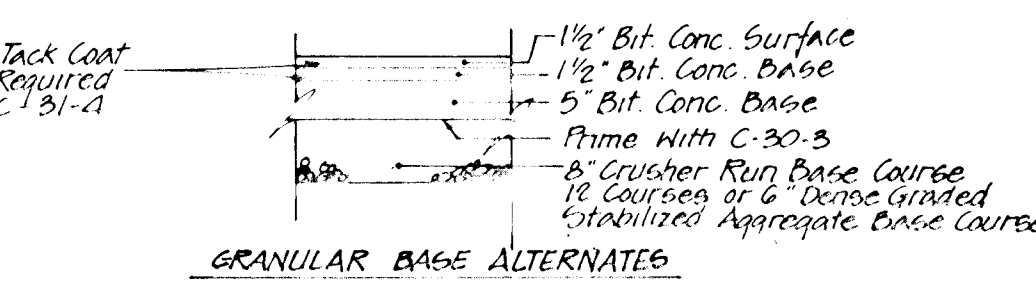 Tack Coat
Required
C-31-A
1½" Bit. Conc. Surface
1½" Bit. Conc. Base
5" Bit. Conc. Base
Prime With C-30-3
8" Crusher Run Base Course
12 Courses or 6" Dense Graded
Stabilized Aggregate Base Course
GRANULAR BASE ALTERNATES